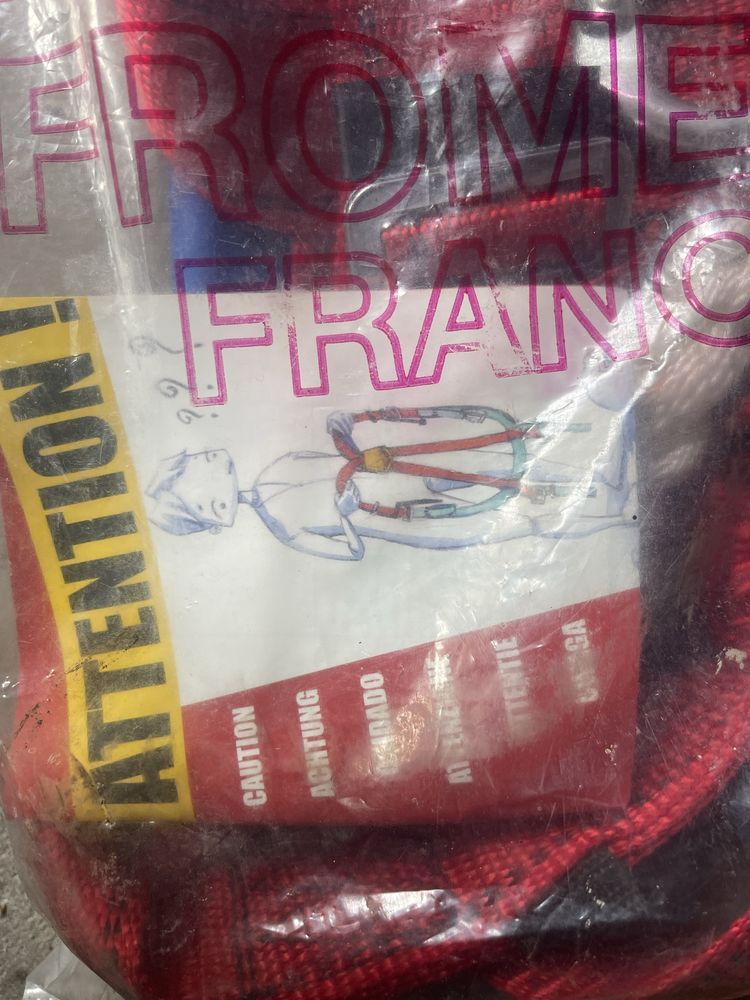 FROME
FRANC
? ? ?
ATTENTION !
CAUTION
ACHTUNG
ATTENTIE